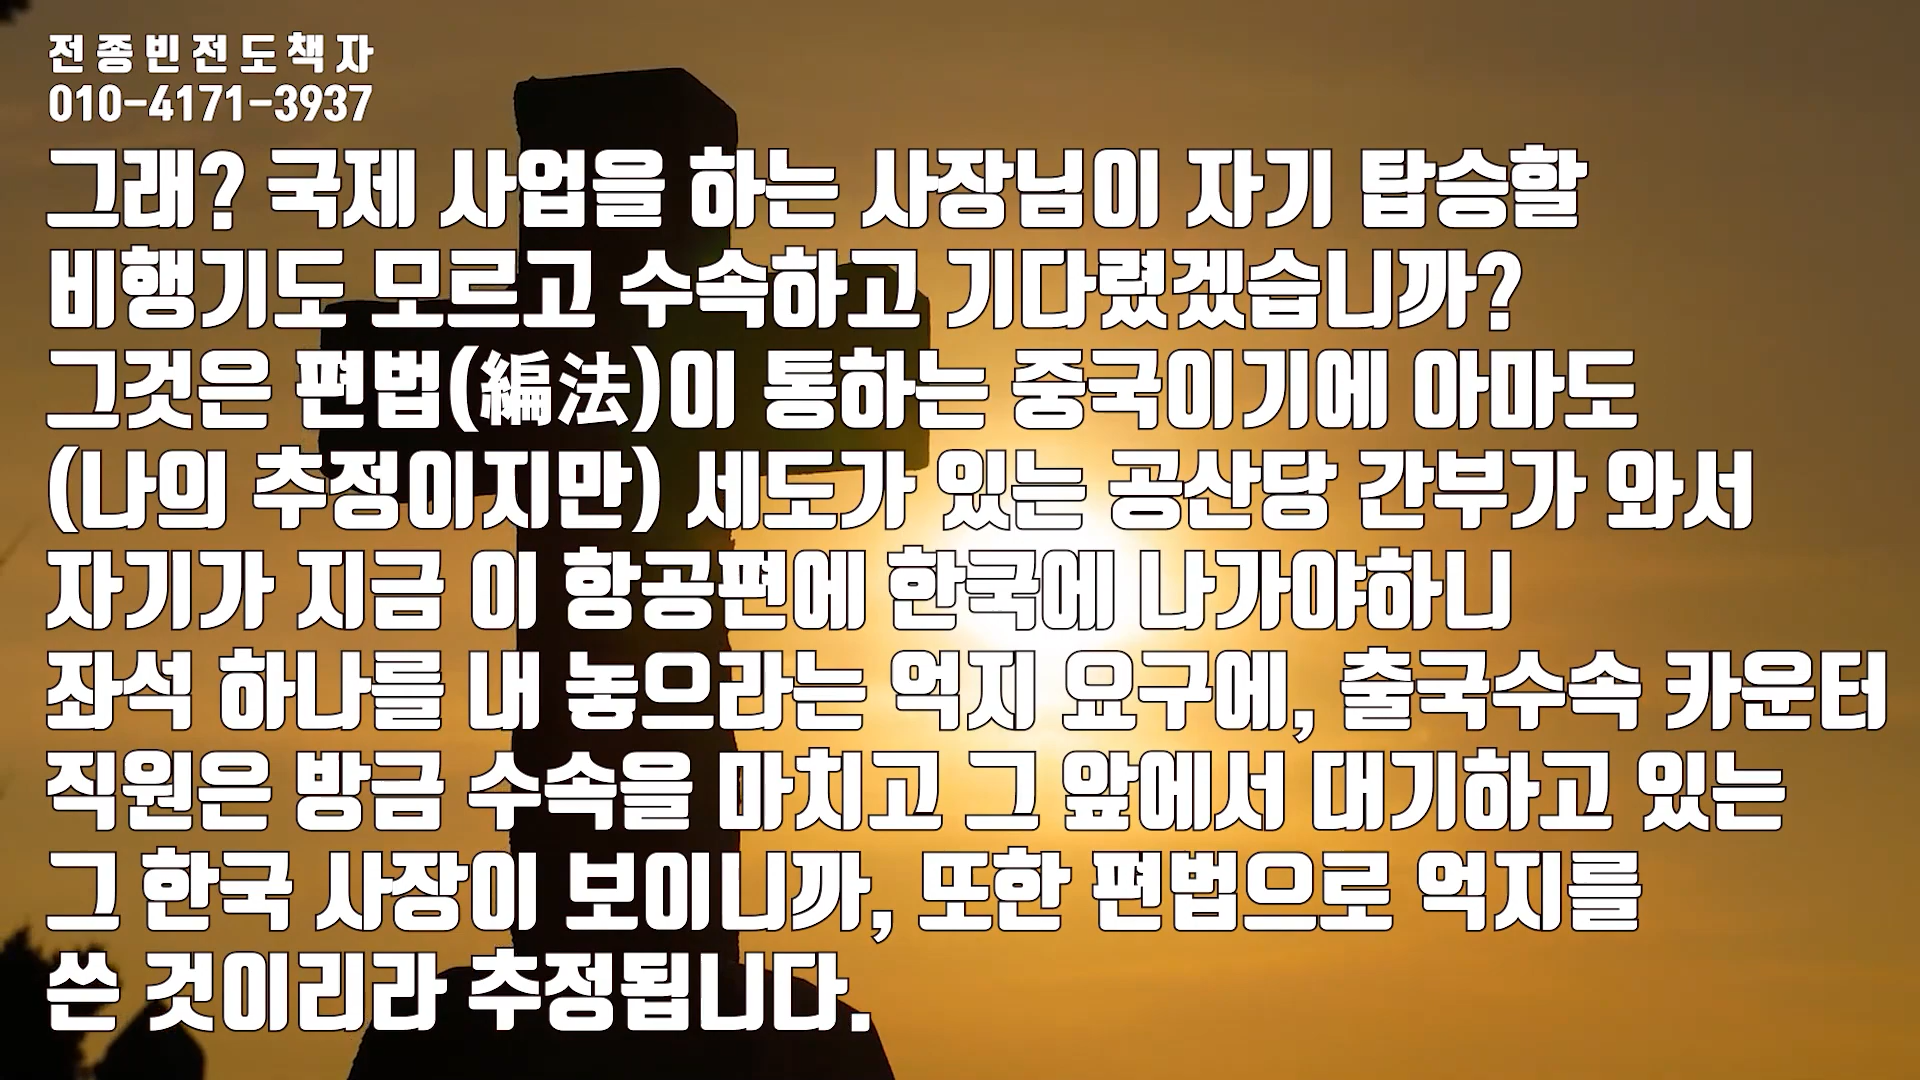 전종빈전도책자
010-4171-3937
그래? 국제 사업을 하는 사장님이 자기 탑승할
비행기도 모르고 수속하고 기다렸겠습니까?
그것은 편법(編法)이 통하는 중국이기에 아마도
(나의 추정이지만) 세도가 있는 공산당 간부가 와서
자기가 지금 이 항공편에 한국에 나가야하니
좌석 하나를 내 놓으라는 억지 요구에, 출국수속 카운터
직원은 방금 수속을 마치고 그 앞에서 대기하고 있는
그 한국 사장이 보이니까, 또한 편법으로 억지를
쓴 것이리라 추정됩니다.